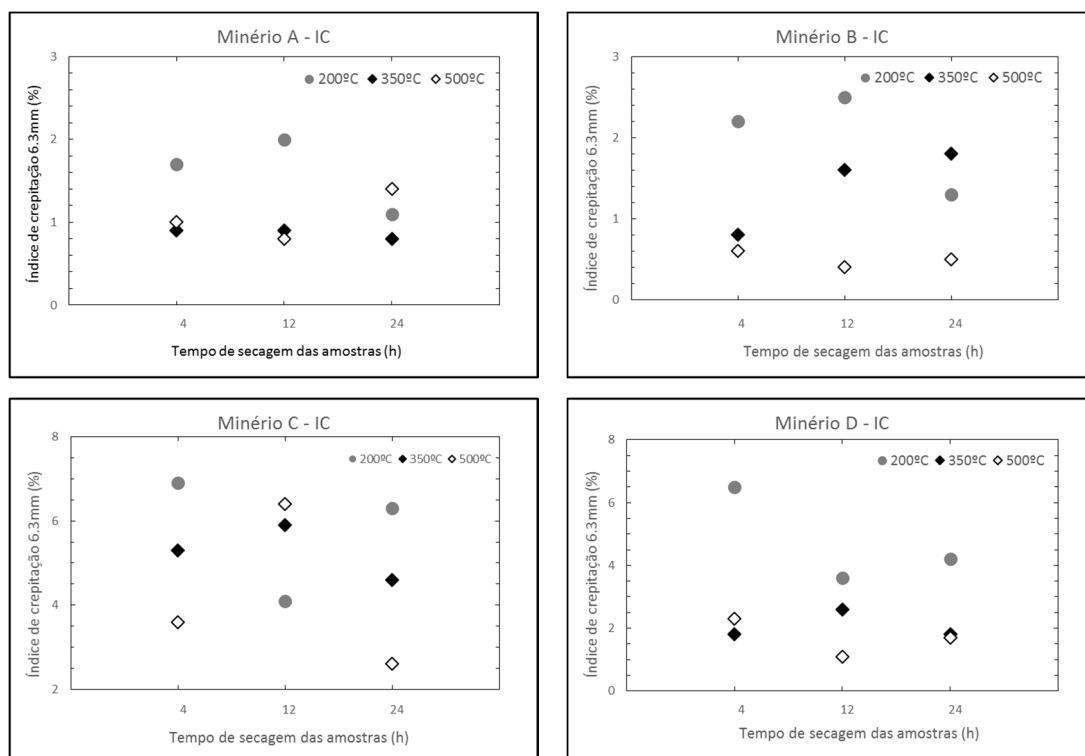 Minério A - IC
Índice de crepitação 6.3mm (%)
200ºC 350ºC 500ºC
3
2
1
0
4 12 24
Tempo de secagem das amostras (h)
Minério B - IC
Índice de crepitação 6.3mm (%)
200ºC 350ºC 500ºC
3
2
1
0
4 12 24
Tempo de secagem das amostras (h)
Minério C - IC
Índice de crepitação 6.3mm (%)
200ºC 350ºC 500ºC
8
6
4
2
4 12 24
Tempo de secagem das amostras (h)
Minério D - IC
Índice de crepitação 6.3mm (%)
200ºC 350ºC 500ºC
8
6
4
2
0
4 12 24
Tempo de secagem das amostras (h)